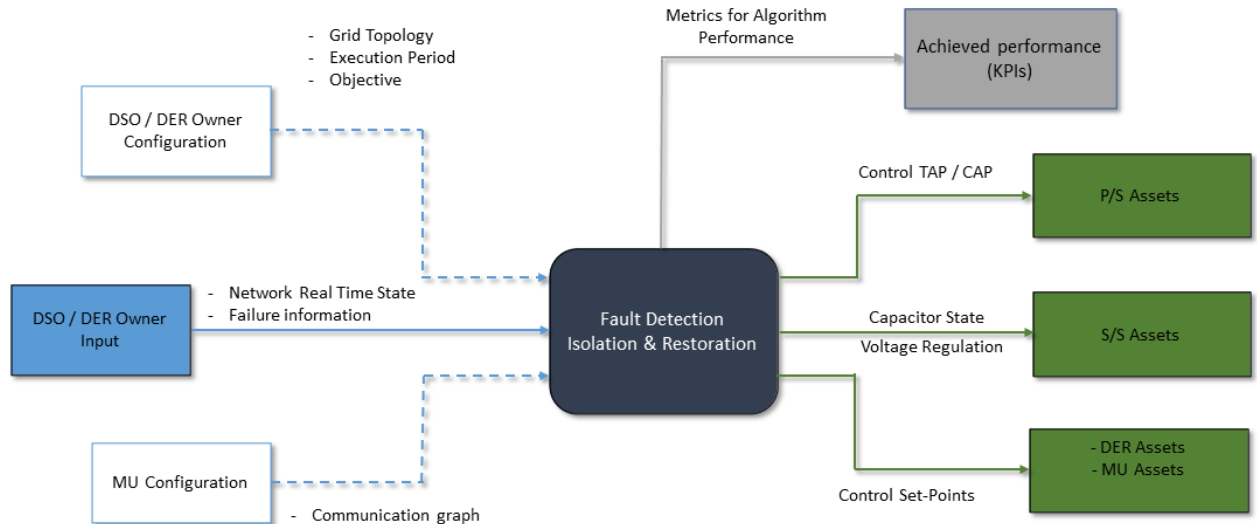 Metrics for Algorithm
Performance
Achieved performance
(KPIs)
- Grid Topology
- Execution Period
- Objective
DSO / DER Owner
Configuration
Control TAP / CAP
P/S Assets
- Network Real Time State
- Failure information
DSO / DER Owner
Input
Fault Detection
Isolation & Restoration
Capacitor State
Voltage Regulation
S/S Assets
MU Configuration
- Communication graph
- DER Assets
- MU Assets
Control Set-Points